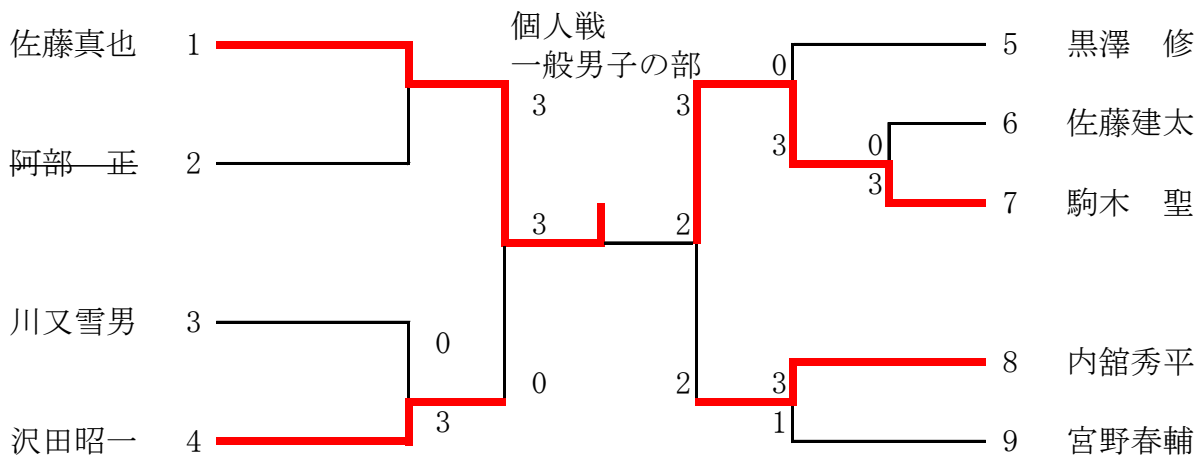 個人戦
一般男子の部
佐藤真也 1
阿部 正 2
川又雪男 3
沢田昭一 4
3
3
0
3
0
3
2
2
0
3
0
3
3
1
5 黒澤 修
6 佐藤建太
7 駒木 聖
8 内舘秀平
9 宮野春輔